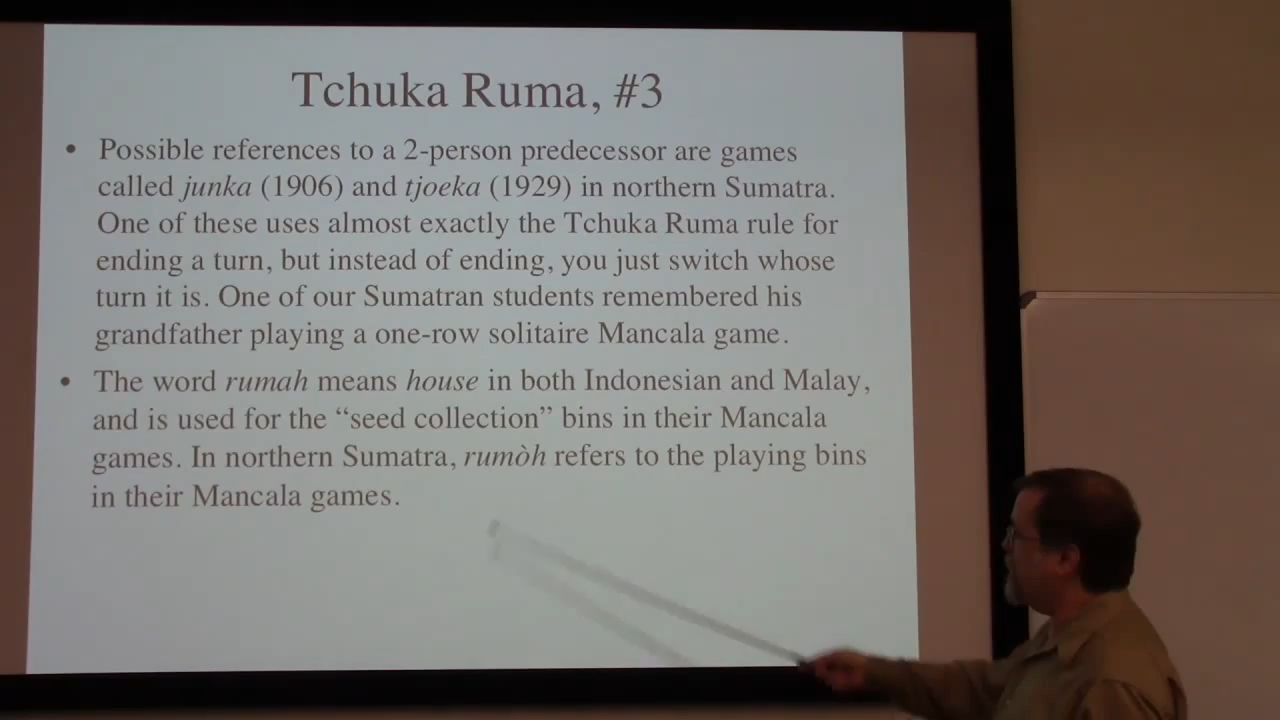 Tchuka Ruma, #3
• Possible references to a 2-person predecessor are games
called junka (1906) and tjoeka (1929) in northern Sumatra.
One of these uses almost exactly the Tchuka Ruma rule for
ending a turn, but instead of ending, you just switch whose
turn it is. One of our Sumatran students remembered his
grandfather playing a one-row solitaire Mancala game.
• The word rumah means house in both Indonesian and Malay,
and is used for the “seed collection” bins in their Mancala
games. In northern Sumatra, rumòh refers to the playing bins
in their Mancala games.